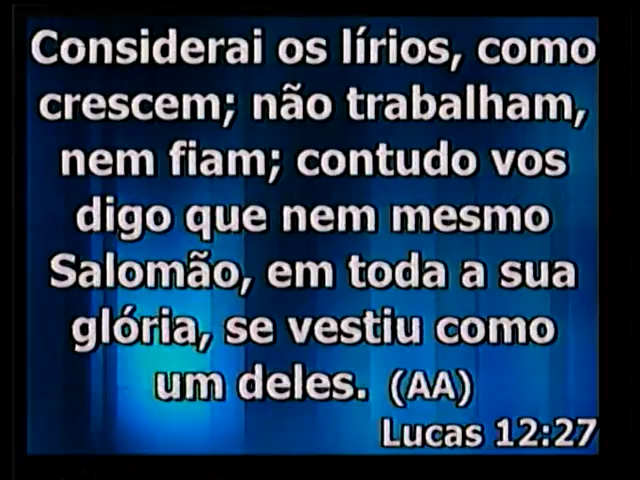 Considerai os lírios, como
crescem; não trabalham,
nem fiam; contudo vos
digo que nem mesmo
Salomão, em toda a sua
glória, se vestiu como
um deles. (AA)
Lucas 12:27